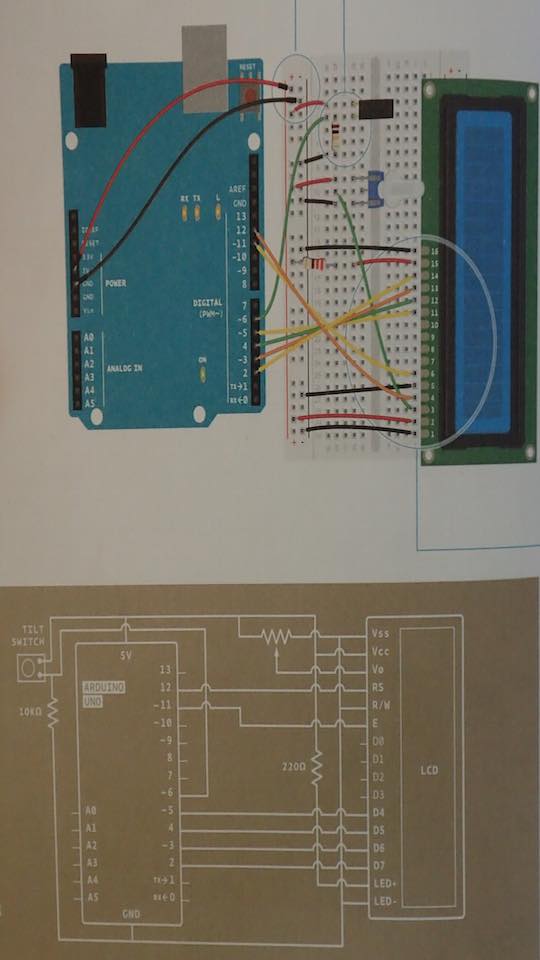 RESET
AREF
GND
13
12
~11
~10
~9
8
7
~6
~5
4
~3
2
TX→1
RX←0
RX
TX
L
ON
DIGITAL
(PWM~)
IOREF
RESET
3.3V
5V
GND
GND
Vin
POWER
A0
A1
A2
A3
A4
A5
ANALOG IN
+
-
16
15
14
13
12
11
10
9
8
7
6
5
4
3
2
1
TILT
SWITCH
10KΩ
5V
ARDUINO
UNO
13
12
~11
~10
~9
8
7
~6
~5
4
~3
2
TX→1
RX←0
A0
A1
A2
A3
A4
A5
GND
220Ω
Vss
Vcc
Vo
RS
R/W
E
D0
D1
D2
D3
D4
D5
D6
D7
LED+
LED-
LCD